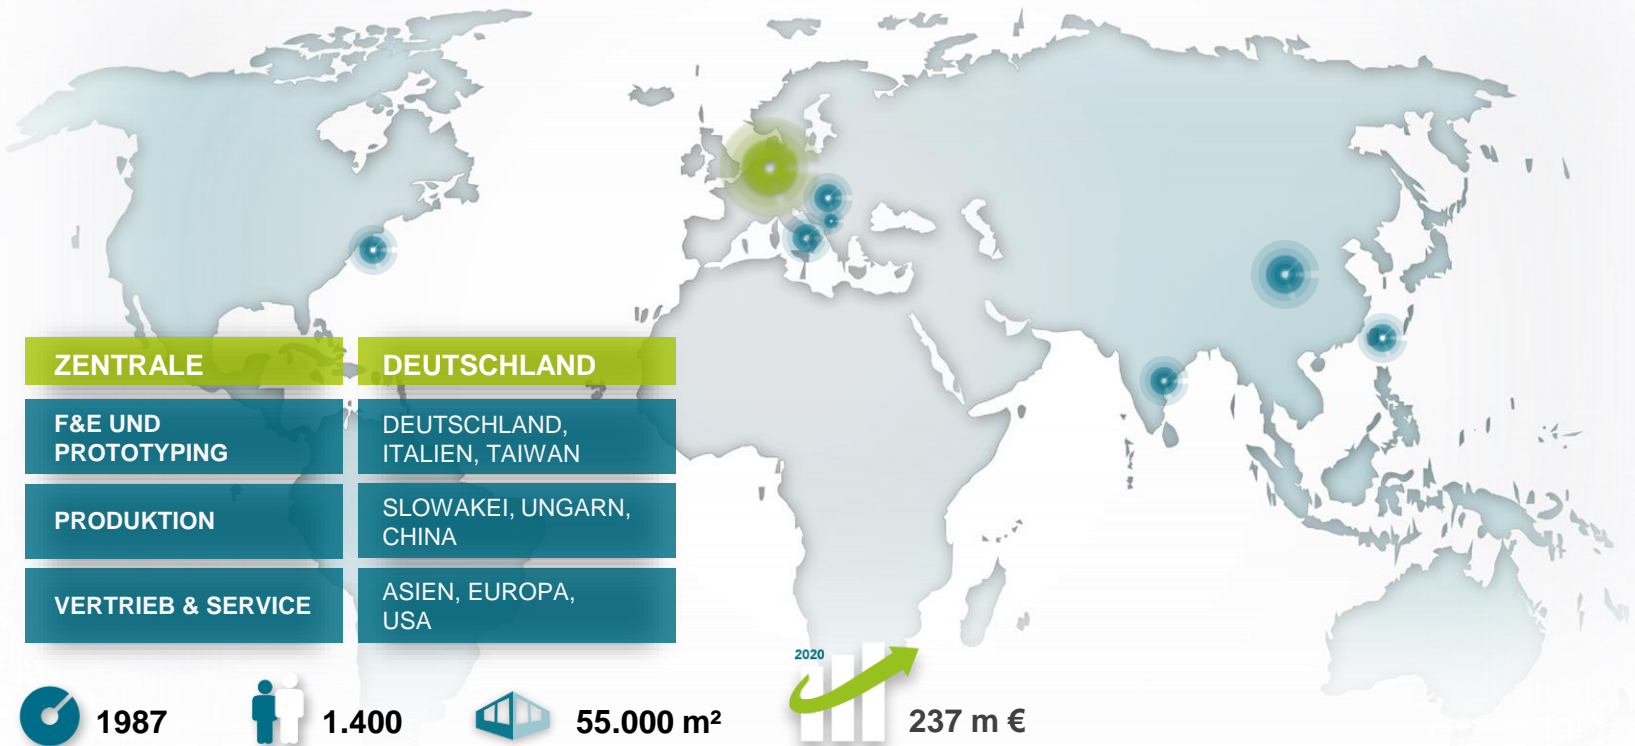 ZENTRALE
DEUTSCHLAND
F&E UND
PROTOTYPING
DEUTSCHLAND,
ITALIEN, TAIWAN
PRODUKTION
SLOWAKEI, UNGARN,
CHINA
VERTRIEB & SERVICE
ASIEN, EUROPA,
USA
1987
1.400
55.000 m²
2020
237 m €